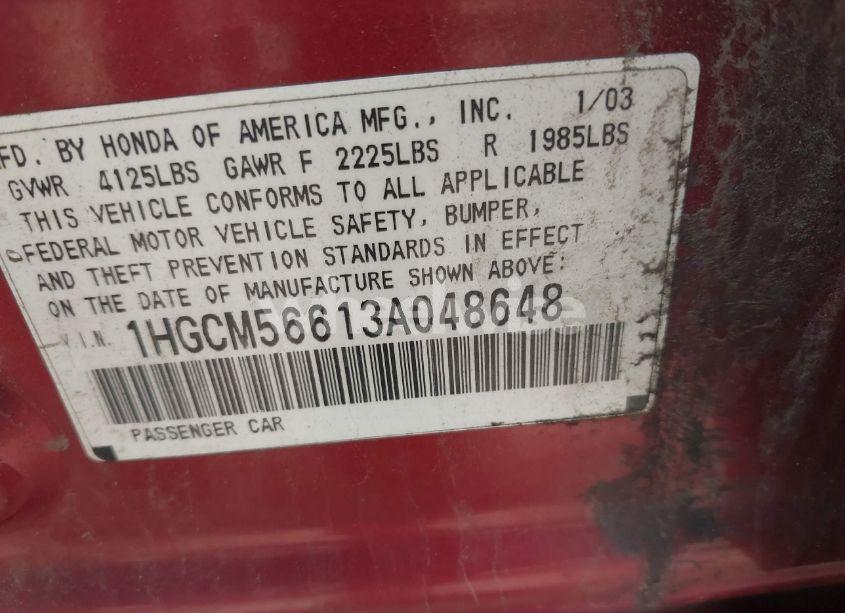 MFD. BY HONDA OF AMERICA MFG., INC. 1/03
GVWR 4125LBS GAWR F 2225LBS R 1985LBS
THIS VEHICLE CONFORMS TO ALL APPLICABLE
FEDERAL MOTOR VEHICLE SAFETY, BUMPER,
AND THEFT PREVENTION STANDARDS IN EFFECT
ON THE DATE OF MANUFACTURE SHOWN ABOVE:
V.I.N. 1HGCM56613A048648
PASSENGER CAR